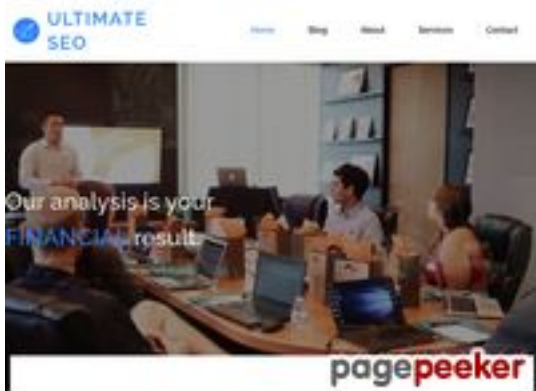 ULTIMATE
SEO
Home Blog About Services Contact
Our analysis is your
FINANCIAL result.
pagepeeker